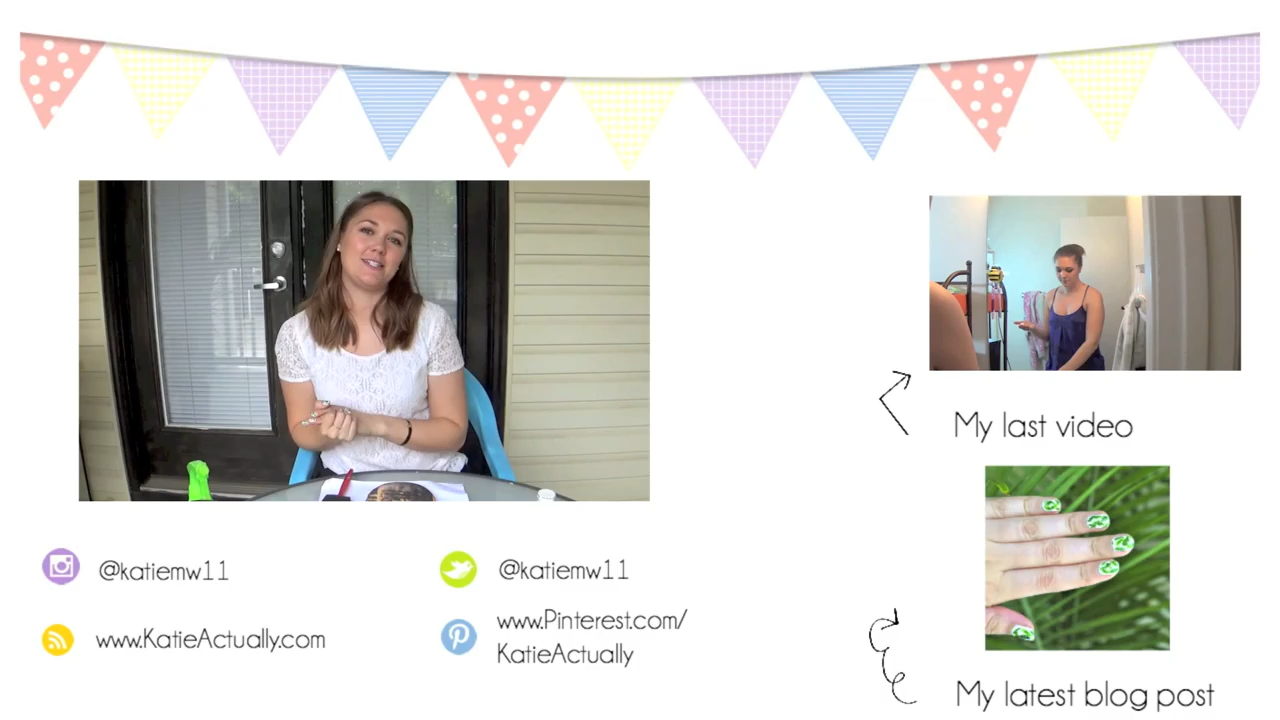 My last video
@katiemw11
@katiemw11
www.KatieActually.com
www.Pinterest.com/
KatieActually
My latest blog post